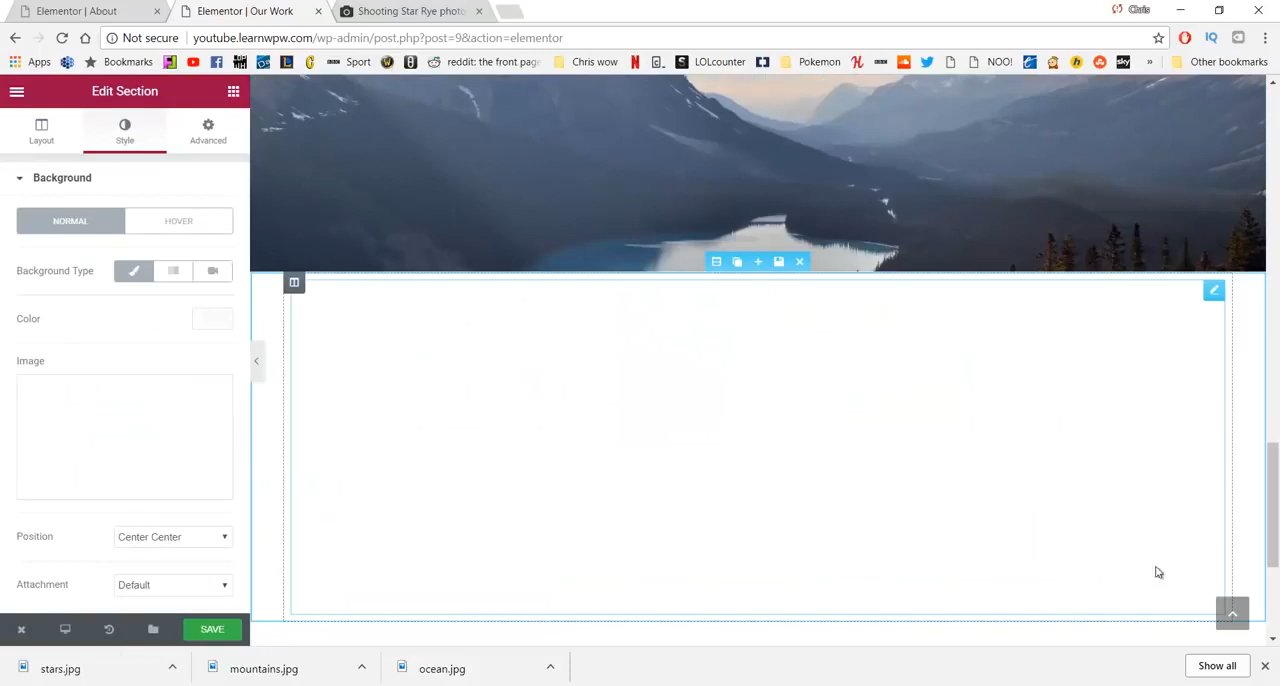 Elementor | About
Elementor | Our Work
Shooting Star Rye photo
Chris
Not secure
youtube.learnwpw.com/wp-admin/post.php?post=9&action=elementor
Apps
Bookmarks
Sport
reddit: the front page
Chris wow
LOLcounter
Pokemon
NOO!
sky
»
Other bookmarks
Edit Section
Layout
Style
Advanced
Background
NORMAL
HOVER
Background Type
Color
Image
Position
Center Center
Attachment
Default
SAVE
stars.jpg
mountains.jpg
ocean.jpg
Show all